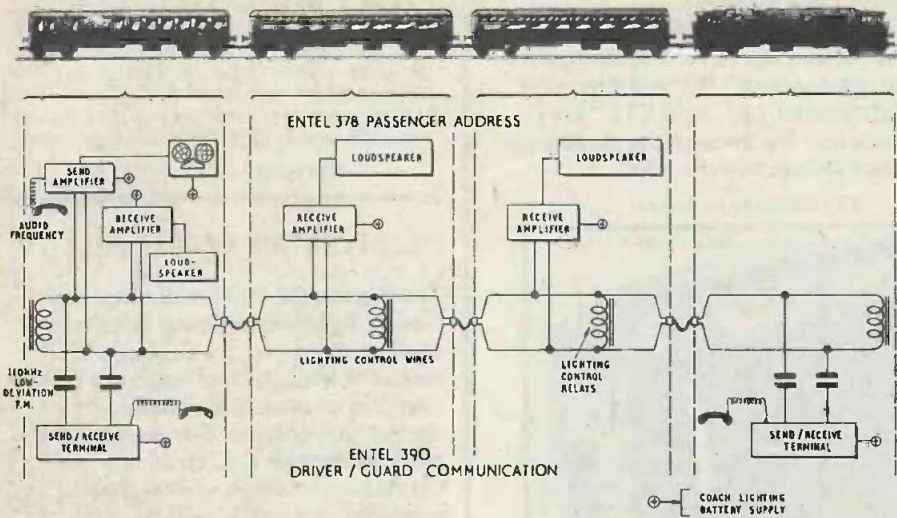 ENTEL 378 PASSENGER ADDRESS
SEND
AMPLIFIER
AUDIO
FREQUENCY
RECEIVE
AMPLIFIER
LOUD-
SPEAKER
LOUDSPEAKER
RECEIVE
AMPLIFIER
LOUDSPEAKER
RECEIVE
AMPLIFIER
LIGHTING CONTROL WIRES
LIGHTING
CONTROL
RELAYS
110kHz
LOW-
DEVIATION
F.M.
SEND/RECEIVE
TERMINAL
SEND/RECEIVE
TERMINAL
ENTEL 390
DRIVER / GUARD COMMUNICATION
COACH LIGHTING
BATTERY SUPPLY